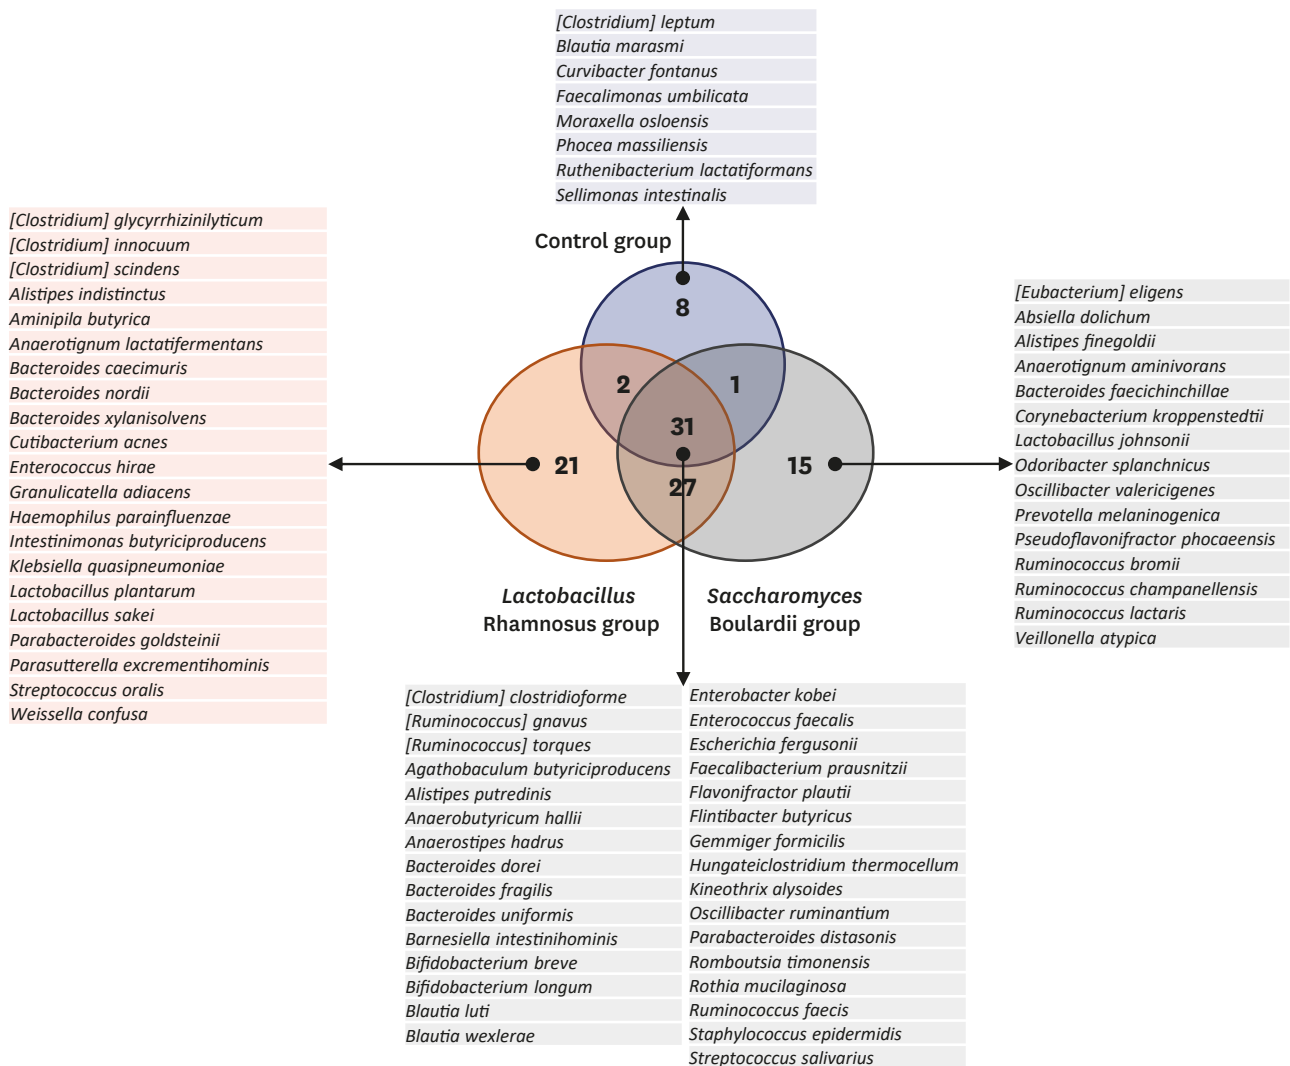 [Clostridium] leptum
Blautia marasmi
Curvibacter fontanus
Faecalimonas umbilicata
Moraxella osloensis
Phocea massiliensis
Ruthenibacterium lactatiformans
Sellimonas intestinalis
Control group
8
2
1
31
21
27
15
Lactobacillus
Rhamnosus group
Saccharomyces
Boulardii group
[Clostridium] glycyrrhizinilyticum
[Clostridium] innocuum
[Clostridium] scindens
Alistipes indistinctus
Aminipila butyrica
Anaerotignum lactatifermentans
Bacteroides caecimuris
Bacteroides nordii
Bacteroides xylanisolvens
Cutibacterium acnes
Enterococcus hirae
Granulicatella adiacens
Haemophilus parainfluenzae
Intestinimonas butyriciproducens
Klebsiella quasipneumoniae
Lactobacillus plantarum
Lactobacillus sakei
Parabacteroides goldsteinii
Parasutterella excrementihominis
Streptococcus oralis
Weissella confusa
[Eubacterium] eligens
Absiella dolichum
Alistipes finegoldii
Anaerotignum aminivorans
Bacteroides faecichinchillae
Corynebacterium kroppenstedtii
Lactobacillus johnsonii
Odoribacter splanchnicus
Oscillibacter valericigenes
Prevotella melaninogenica
Pseudoflavonifractor phocaeensis
Ruminococcus bromii
Ruminococcus champanellensis
Ruminococcus lactaris
Veillonella atypica
[Clostridium] clostridioforme
[Ruminococcus] gnavus
[Ruminococcus] torques
Agathobaculum butyriciproducens
Alistipes putredinis
Anaerobutyricum hallii
Anaerostipes hadrus
Bacteroides dorei
Bacteroides fragilis
Bacteroides uniformis
Barnesiella intestinihominis
Bifidobacterium breve
Bifidobacterium longum
Blautia luti
Blautia wexlerae
Enterobacter kobei
Enterococcus faecalis
Escherichia fergusonii
Faecalibacterium prausnitzii
Flavonifractor plautii
Flintibacter butyricus
Gemmiger formicilis
Hungateiclostridium thermocellum
Kineothrix alysoides
Oscillibacter ruminantium
Parabacteroides distasonis
Romboutsia timonensis
Rothia mucilaginosa
Ruminococcus faecis
Staphylococcus epidermidis
Streptococcus salivarius